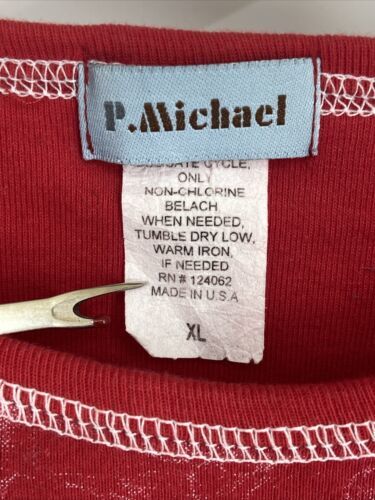 P.Michael
CYCLE,
ONLY
NON-CHLORINE
BELACH
WHEN NEEDED,
TUMBLE DRY LOW,
WARM IRON,
IF NEEDED
RN # 124062
MADE IN U.S.A
XL